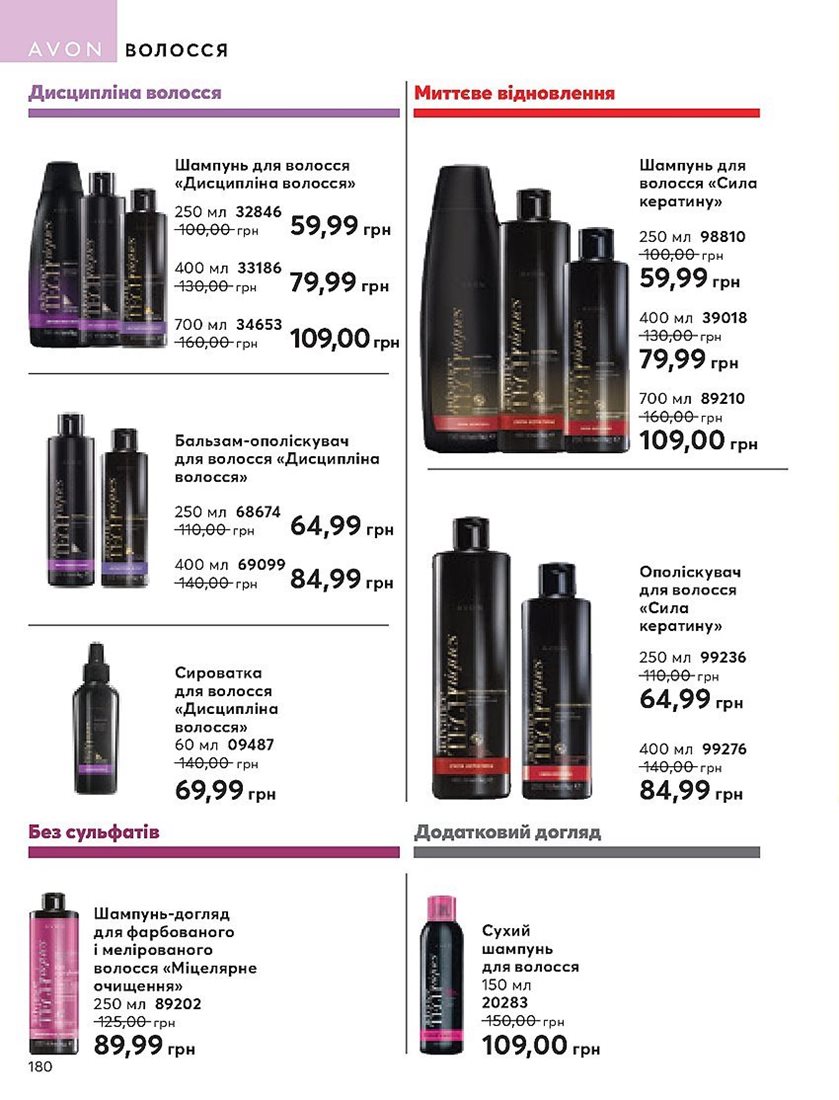 AVON ВОЛОССЯ
Дисципліна волосся
Шампунь для волосся
«Дисципліна волосся»
250 мл 32846
100,00 грн
59,99 грн
400 мл 33186
130,00 грн
79,99 грн
700 мл 34653
160,00 грн
109,00 грн
Бальзам-ополіскувач
для волосся «Дисципліна
волосся»
250 мл 68674
110,00 грн
64,99 грн
400 мл 69099
140,00 грн
84,99 грн
Сироватка
для волосся
«Дисципліна
волосся»
60 мл 09487
140,00 грн
69,99 грн
Миттєве відновлення
Шампунь для
волосся «Сила
кератину»
250 мл 98810
100,00 грн
59,99 грн
400 мл 39018
130,00 грн
79,99 грн
700 мл 89210
160,00 грн
109,00 грн
Ополіскувач
для волосся
«Сила
кератину»
250 мл 99236
110,00 грн
64,99 грн
400 мл 99276
140,00 грн
84,99 грн
Без сульфатів
Шампунь-догляд
для фарбованого
і мелірованого
волосся «Міцелярне
очищення»
250 мл 89202
125,00 грн
89,99 грн
Додатковий догляд
Сухий
шампунь
для волосся
150 мл
20283
150,00 грн
109,00 грн
180